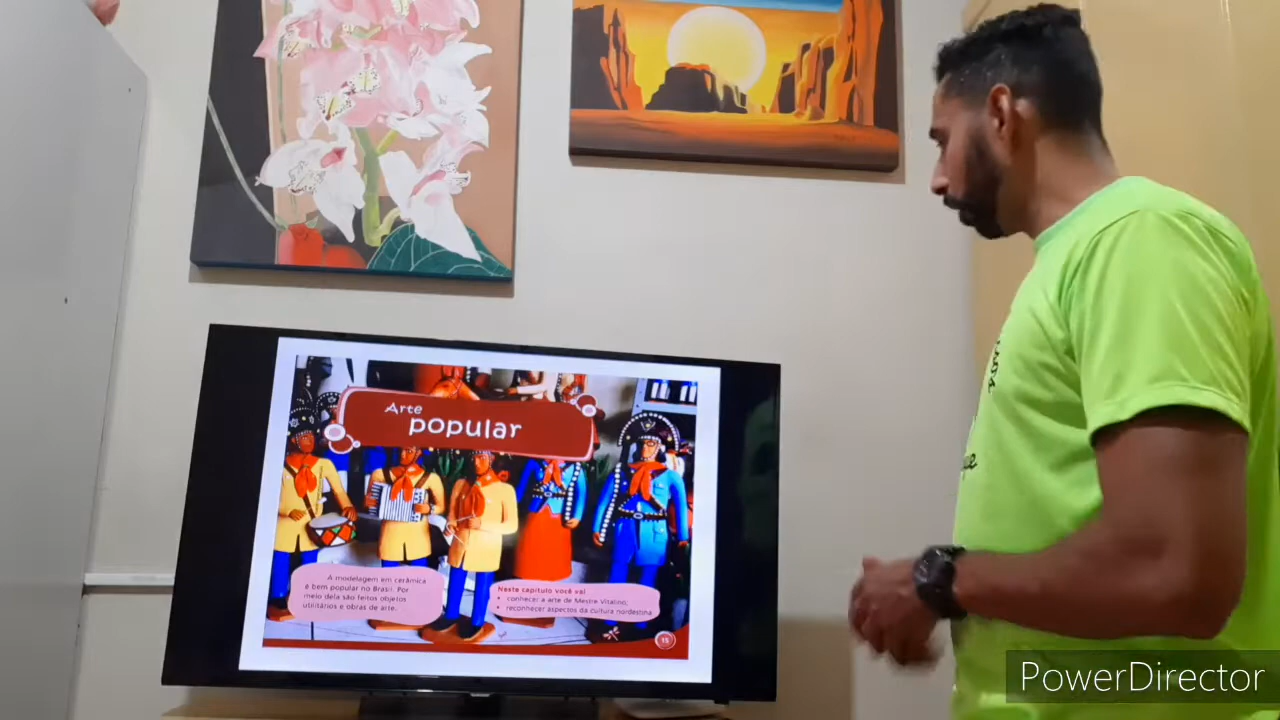 Arte
popular
A modelagem em cerâmica
é bem popular no Brasil. Por
meio dela são feitos objetos
utilitários e obras de arte.
Neste capítulo você vai
• conhecer a arte de Mestre Vitalino;
• reconhecer aspectos da cultura nordestina.
15
PowerDirector